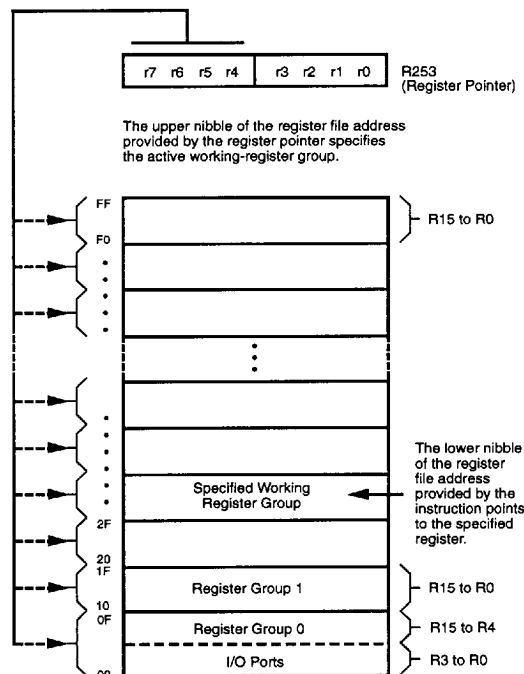 r7 r6 r5 r4 r3 r2 r1 r0
R253
(Register Pointer)
The upper nibble of the register file address
provided by the register pointer specifies
the active working-register group.
FF
R15 to R0
F0
Specified Working
Register Group
The lower nibble
of the register
file address
provided by the
instruction points
to the specified
register.
2F
20
1F
Register Group 1
R15 to R0
10
0F
Register Group 0
R15 to R4
I/O Ports
R3 to R0